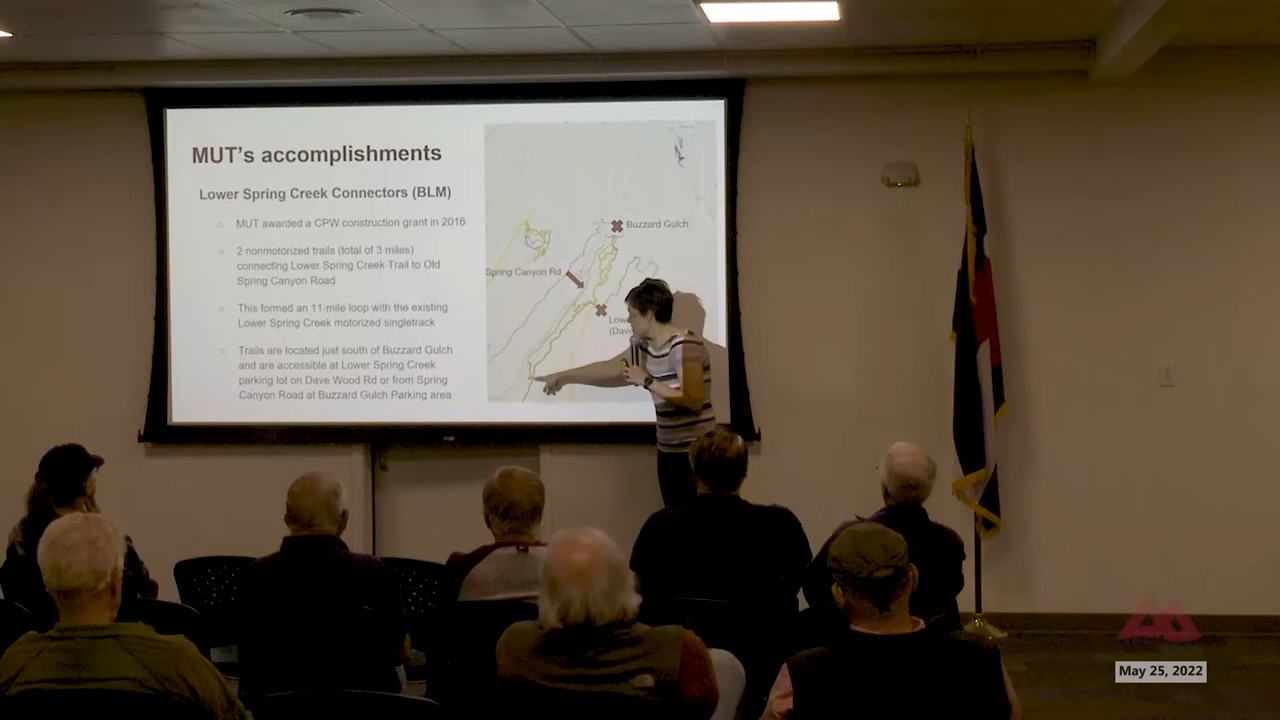 MUT's accomplishments
Lower Spring Creek Connectors (BLM)
MUT awarded a CPW construction grant in 2016
2 nonmotorized trails (total of 3 miles)
connecting Lower Spring Creek Trail to Old
Spring Canyon Road
This formed an 11-mile loop with the existing
Lower Spring Creek motorized singletrack
Trails are located just south of Buzzard Gulch
and are accessible at Lower Spring Creek
parking lot on Dave Wood Rd or from Spring
Canyon Road at Buzzard Gulch Parking area
Buzzard Gulch
Spring Canyon Rd
May 25, 2022